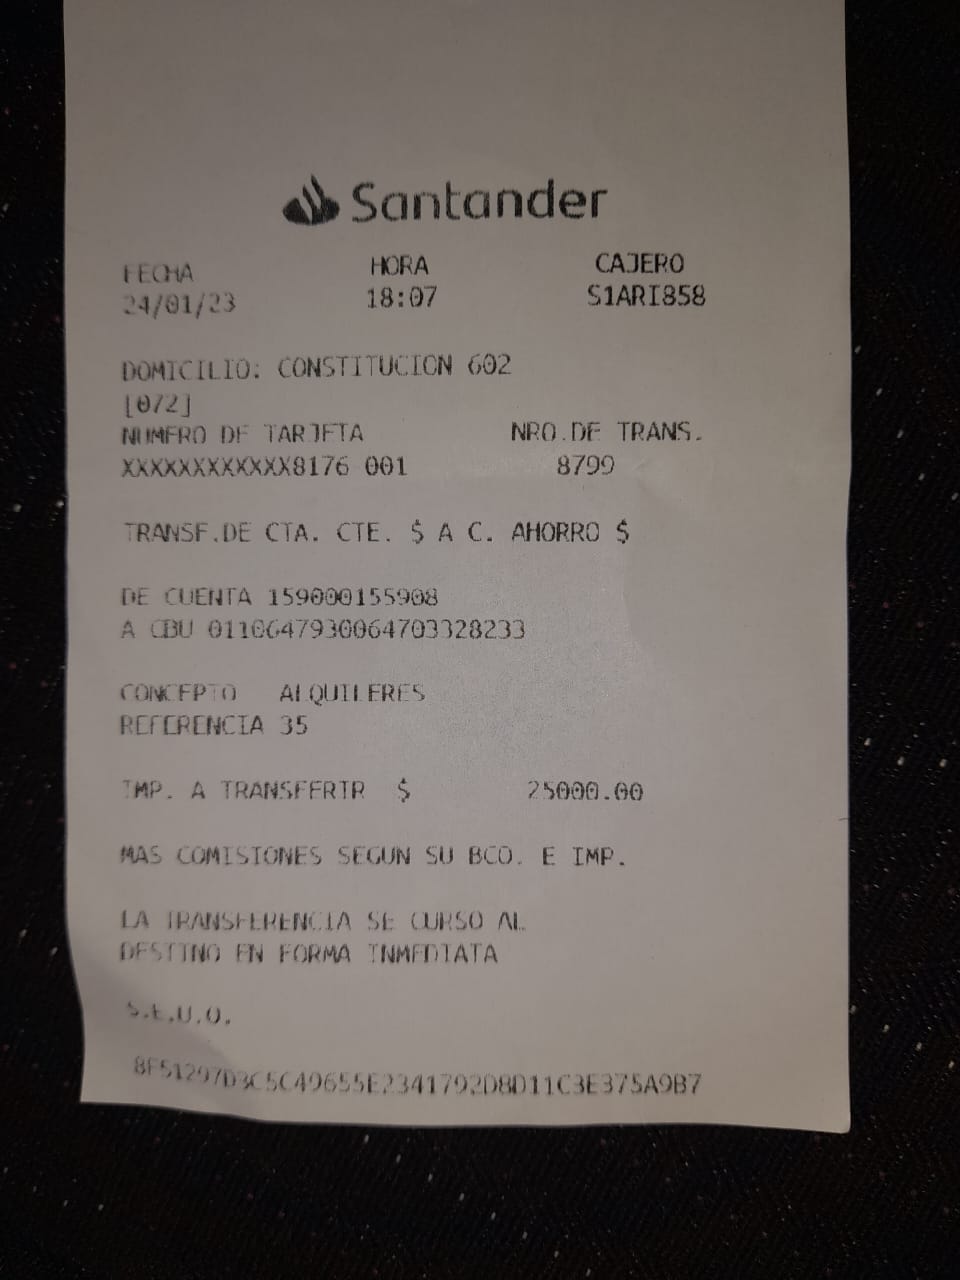 Santander
FECHA HORA CAJERO
24/01/23 18:07 S1ARI858
DOMICILIO: CONSTITUCION 602
[0/2]
NUMERO DE TARJETA NRO.DE TRANS.
XXXXXXXXXXXX8176 001 8799
TRANSF.DE CTA. CTE. $ A C. AHORRO $
DE CUENTA 159000155908
A CBU 0110647930064703328233
CONCEPTO ALQUILERES
REFERENCIA 35
IMP. A TRANSFERIR $ 25000.00
MAS COMISIONES SEGUN SU BCO. E IMP.
LA TRANSFERENCIA SE CURSO AL
DESTINO EN FORMA INMEDIATA
S.E.U.O.
8F51297D3C5C49655E2341792D8D11C3E375A9B7